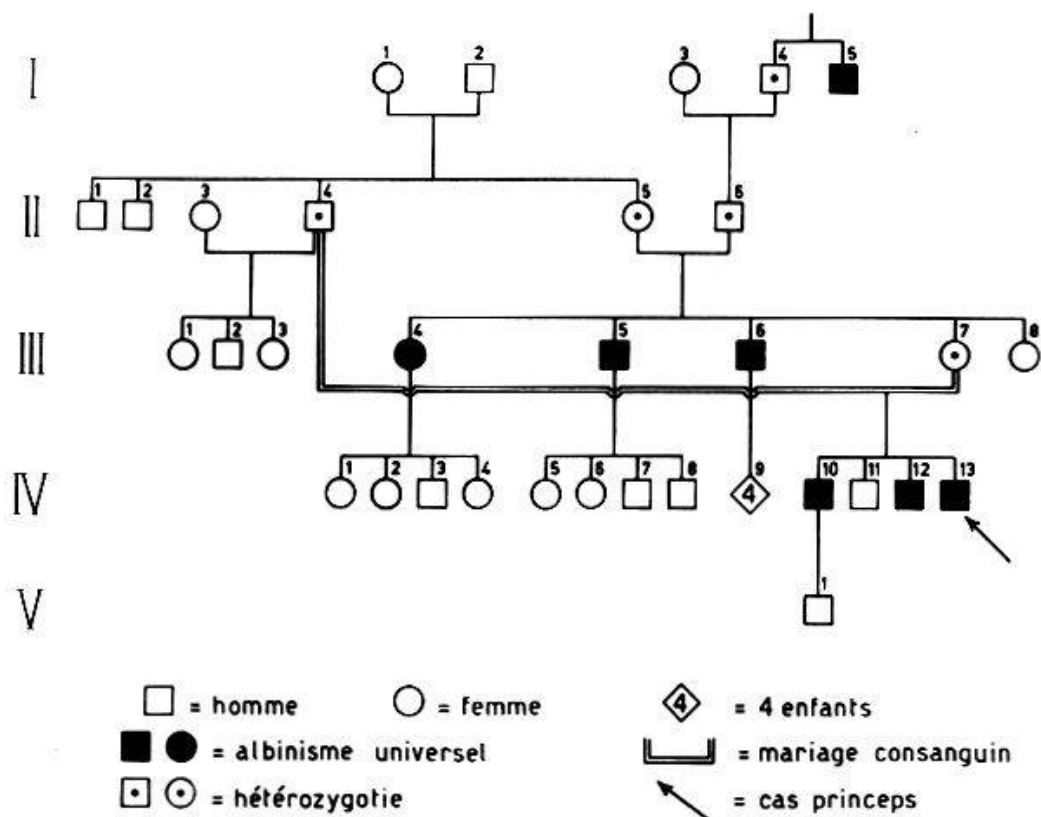 I 1 2 3 4 5
II 1 2 3 4 5 6
III 1 2 3 4 5 6 7 8
IV 1 2 3 4 5 6 7 8 9 4 10 11 12 13
V 1
= homme = femme 4 = 4 enfants
= albinisme universel = mariage consanguin
= hétérozygotie = cas princeps